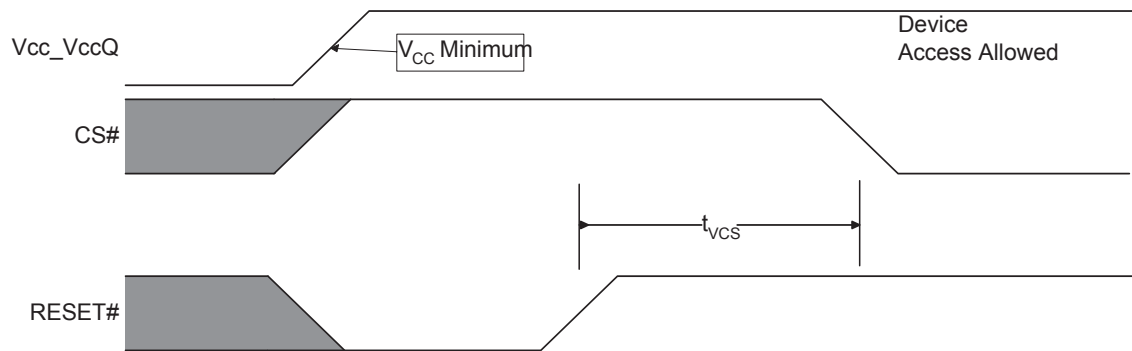 Vcc_VccQ
VCC Minimum
Device
Access Allowed
CS#
tVCS
RESET#